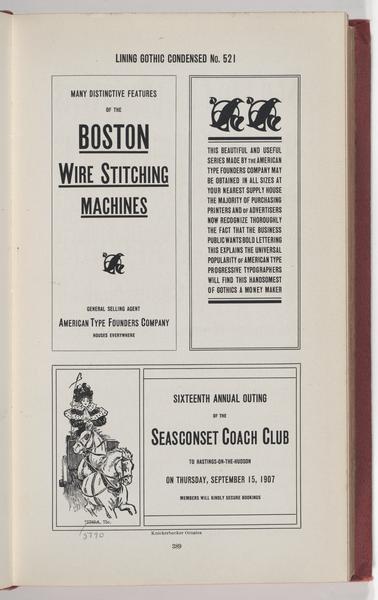 LINING GOTHIC CONDENSED No. 521
MANY DISTINCTIVE FEATURES
OF THE
BOSTON
WIRE STITCHING
MACHINES
GENERAL SELLING AGENT
AMERICAN TYPE FOUNDERS COMPANY
HOUSES EVERYWHERE
THIS BEAUTIFUL AND USEFUL
SERIES MADE BY THE AMERICAN
TYPE FOUNDERS COMPANY MAY
BE OBTAINED IN ALL SIZES AT
YOUR NEAREST SUPPLY HOUSE
THE MAJORITY OF PURCHASING
PRINTERS AND OF ADVERTISERS
NOW RECOGNIZE THOROUGHLY
THE FACT THAT THE BUSINESS
PUBLIC WANTS BOLD LETTERING
THIS EXPLAINS THE UNIVERSAL
POPULARITY OF AMERICAN TYPE
PROGRESSIVE TYPOGRAPHERS
WILL FIND THIS HANDSOMEST
OF GOTHICS A MONEY MAKER
SIXTEENTH ANNUAL OUTING
OF THE
SEASCONSET COACH CLUB
TO HASTINGS-ON-THE-HUDSON
ON THURSDAY, SEPTEMBER 15, 1907
MEMBERS WILL KINDLY SECURE BOOKINGS
Knickerbocker Ornates
3770
389